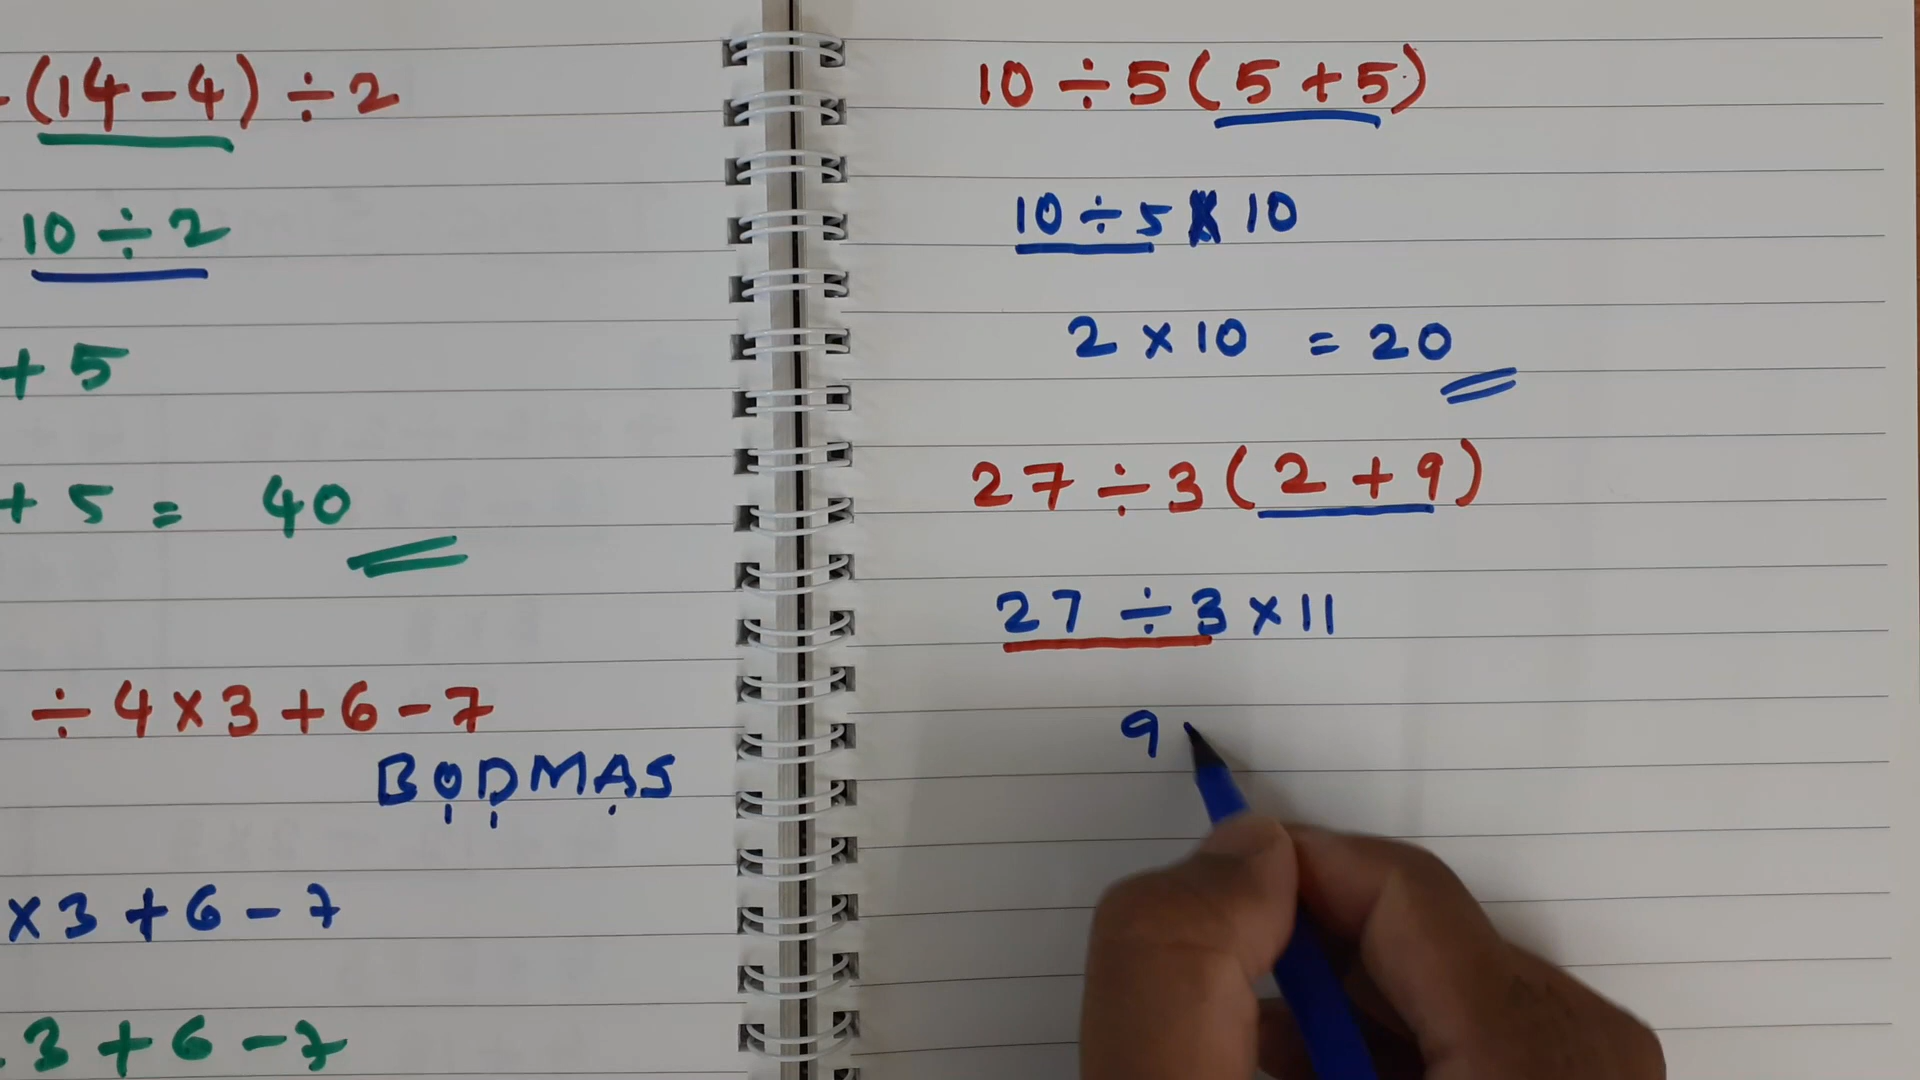 (14-4) ÷ 2
10 ÷ 2
+ 5
+ 5 = 40
÷ 4 × 3 + 6 - 7
BODMAS
× 3 + 6 - 7
3 + 6 - 7
10 ÷ 5 ( 5 + 5 )
10 ÷ 5 × 10
2 × 10 = 20
27 ÷ 3 ( 2 + 9 )
27 ÷ 3 × 11
9